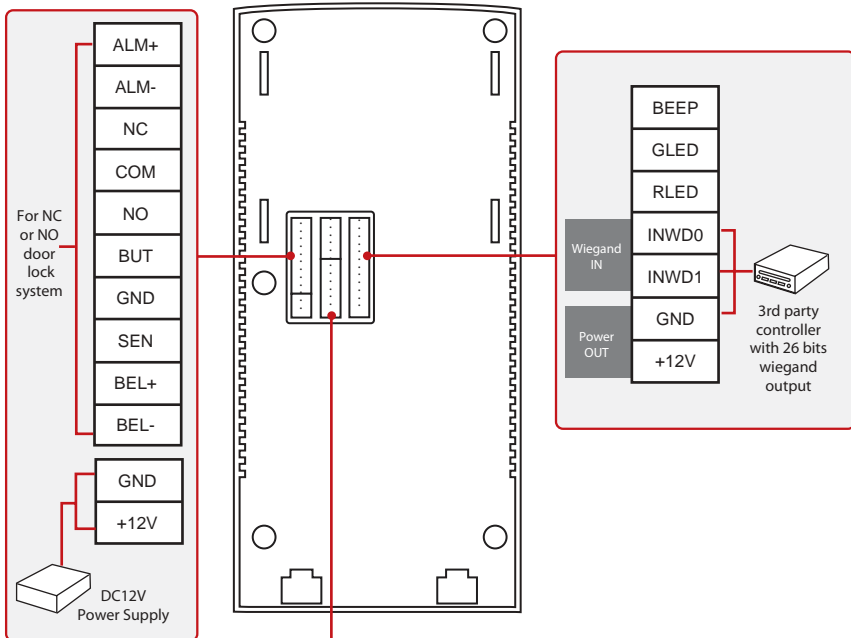 ALM+
ALM-
NC
COM
NO
BUT
GND
SEN
BEL+
BEL-
For NC
or NO
door
lock
system
GND
+12V
DC12V
Power Supply
BEEP
GLED
RLED
INWD0
INWD1
GND
+12V
Wiegand
IN
Power
OUT
3rd party
controller
with 26 bits
wiegand
output